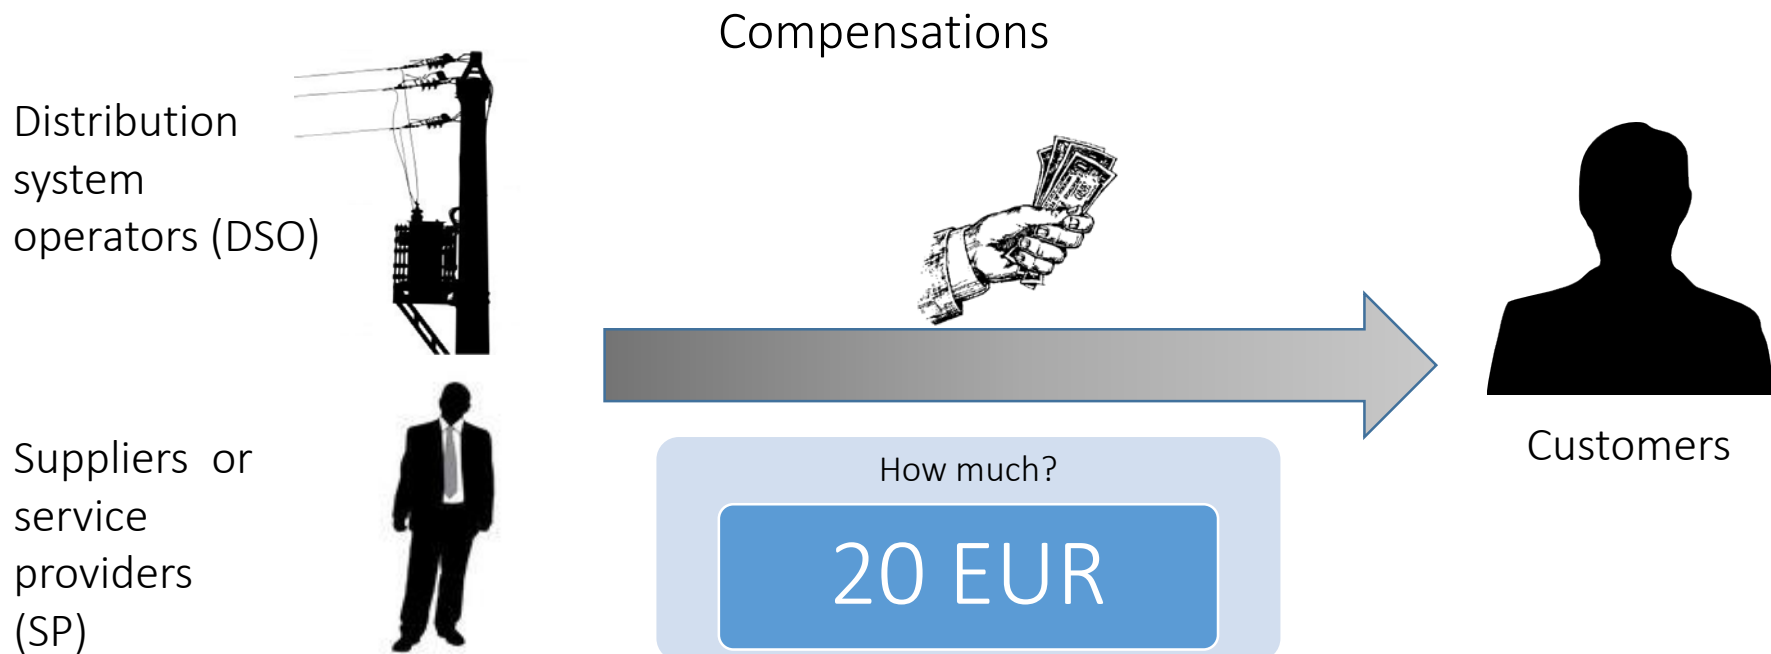 Compensations
Distribution
system
operators (DSO)
Suppliers or
service
providers
(SP)
How much?
20 EUR
Customers